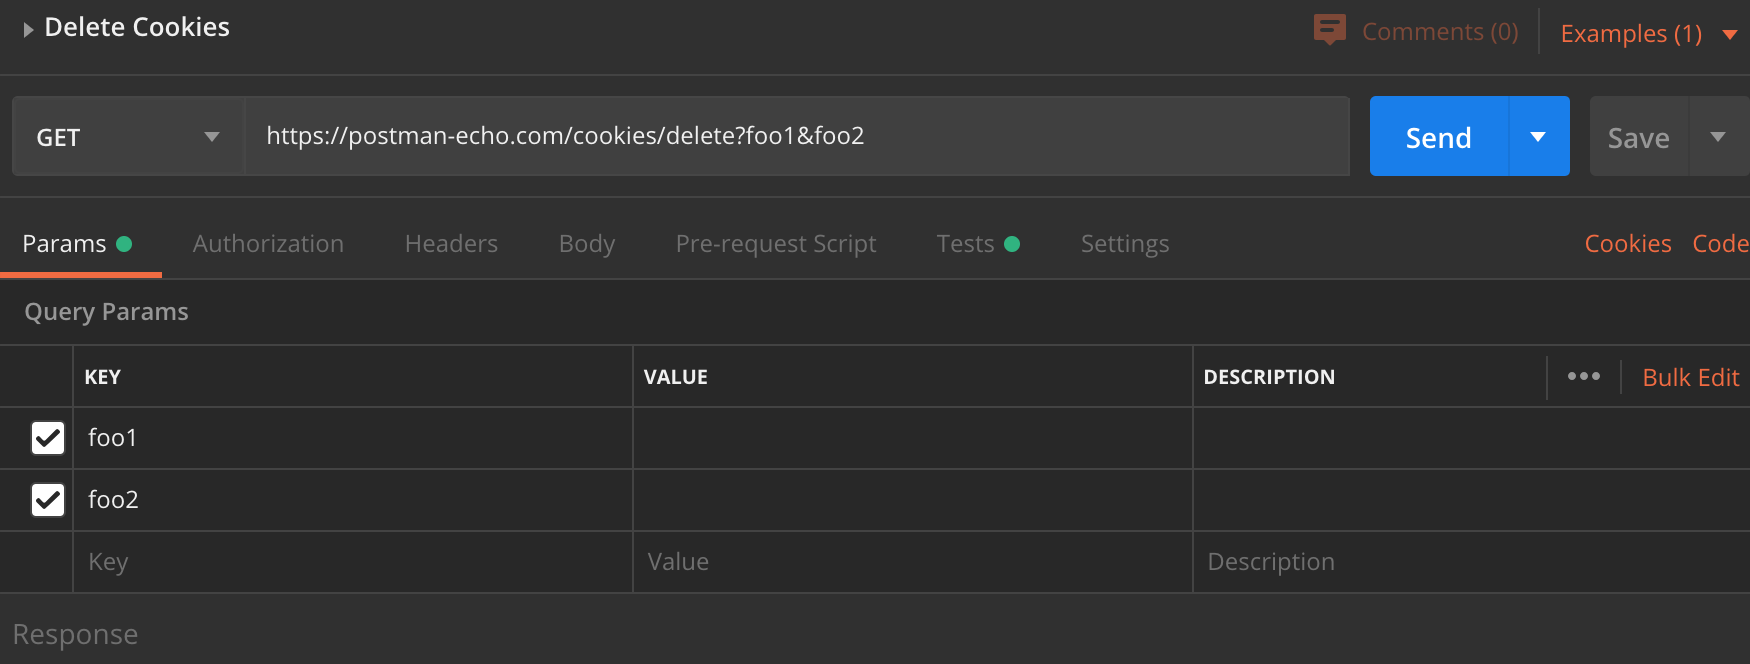 Delete Cookies Comments (0) Examples (1)
GET https://postman-echo.com/cookies/delete?foo1&foo2 Send Save
Params Authorization Headers Body Pre-request Script Tests Settings Cookies Code
Query Params
KEY VALUE DESCRIPTION ••• Bulk Edit
foo1
foo2
Key Value Description
Response